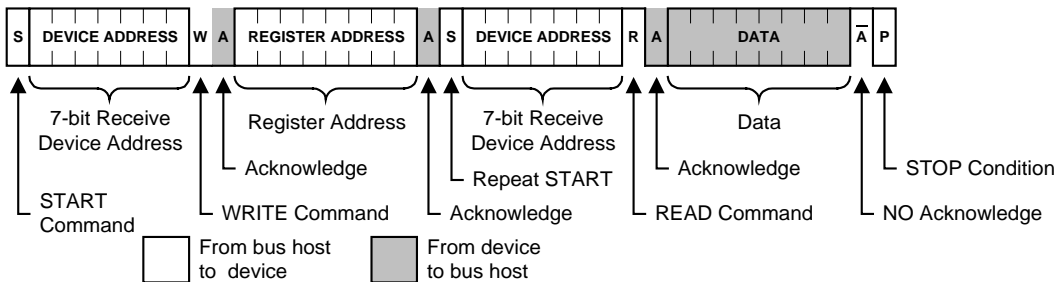 S DEVICE ADDRESS W A REGISTER ADDRESS A S DEVICE ADDRESS R A DATA A̅ P
7-bit Receive
Device Address
Register Address
7-bit Receive
Device Address
Data
Acknowledge
Repeat START
Acknowledge
STOP Condition
START
Command
WRITE Command
Acknowledge
READ Command
NO Acknowledge
From bus host
to device
From device
to bus host